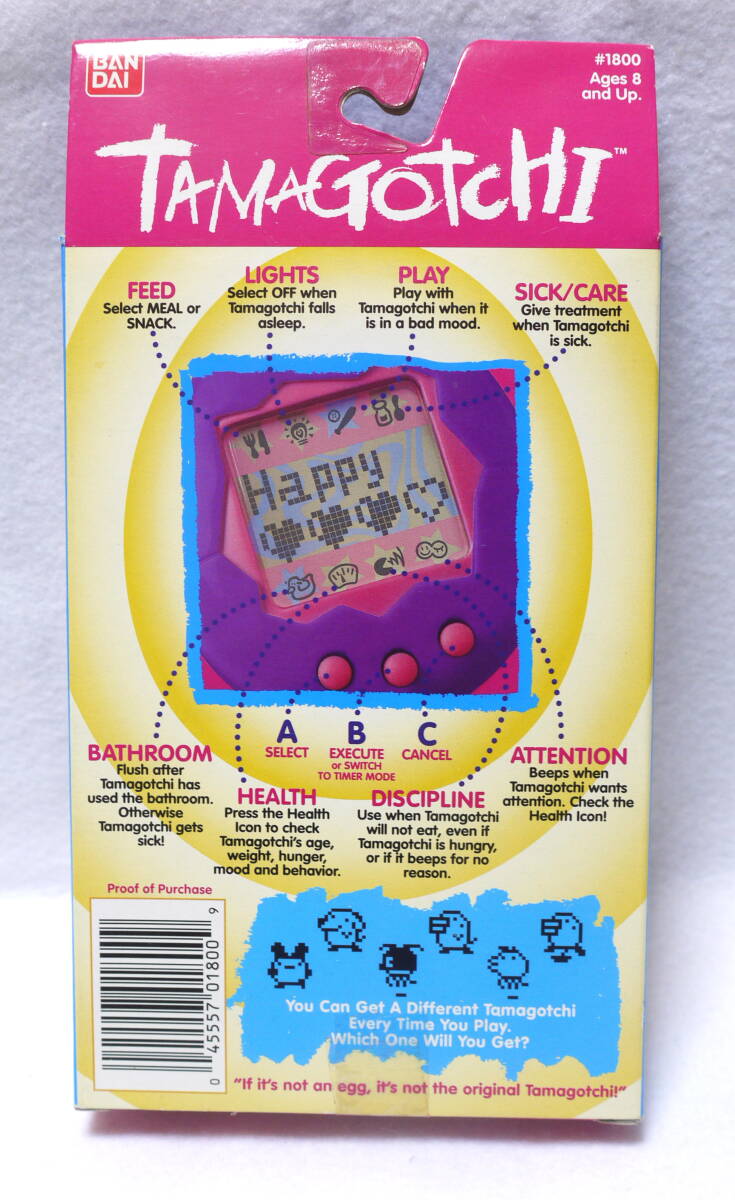 BAN
DAI
#1800
Ages 8
and Up.
TAMAGOTCHI™
FEED
Select MEAL or
SNACK.
LIGHTS
Select OFF when
Tamagotchi falls
asleep.
PLAY
Play with
Tamagotchi when it
is in a bad mood.
SICK/CARE
Give treatment
when Tamagotchi
is sick.
Happy
A
SELECT
B
EXECUTE
or SWITCH
TO TIMER MODE
C
CANCEL
BATHROOM
Flush after
Tamagotchi has
used the bathroom.
Otherwise
Tamagotchi gets
sick!
HEALTH
Press the Health
Icon to check
Tamagotchi's age,
weight, hunger,
mood and behavior.
DISCIPLINE
Use when Tamagotchi
will not eat, even if
Tamagotchi is hungry,
or if it beeps for no
reason.
ATTENTION
Beeps when
Tamagotchi wants
attention. Check the
Health Icon!
Proof of Purchase
0 45557 01800 9
You Can Get A Different Tamagotchi
Every Time You Play.
Which One Will You Get?
"If it's not an egg, it's not the original Tamagotchi!"